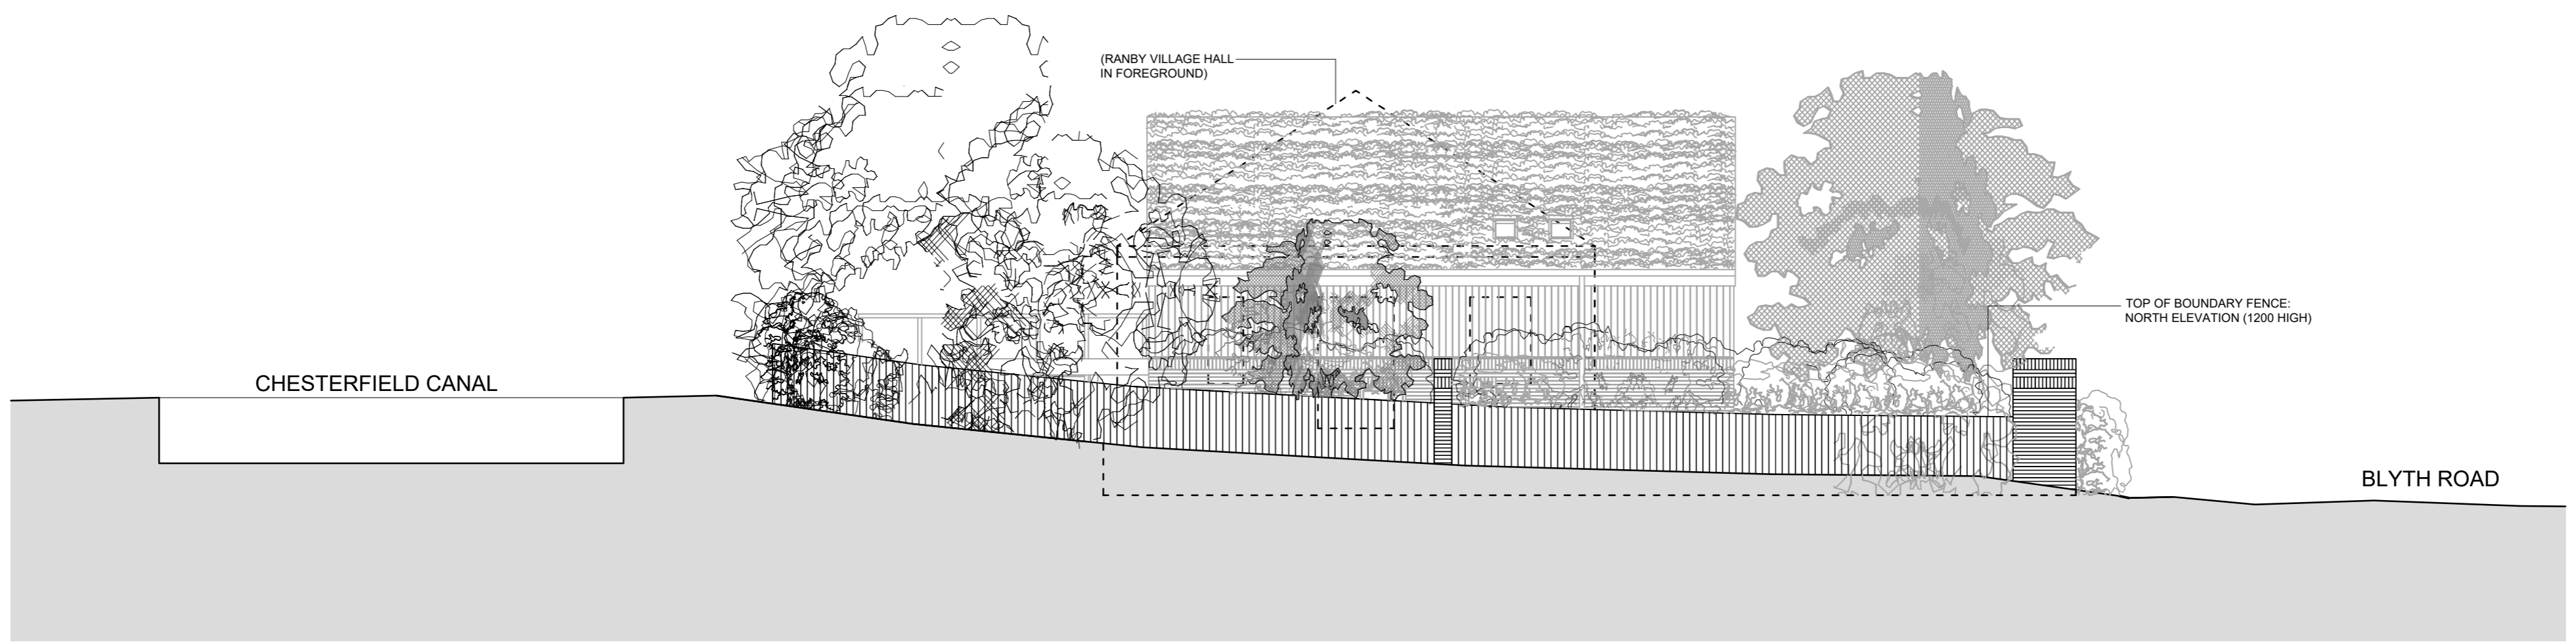 (RANBY VILLAGE HALL
IN FOREGROUND)
TOP OF BOUNDARY FENCE:
NORTH ELEVATION (1200 HIGH)
CHESTERFIELD CANAL
BLYTH ROAD